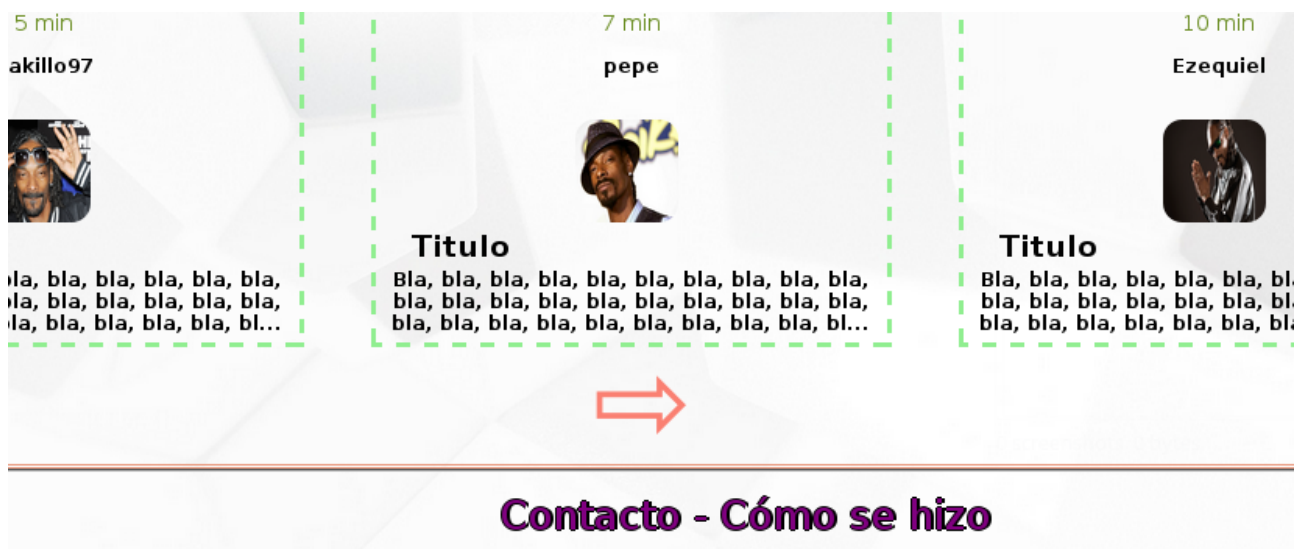 5 min
akillo97
bla, bla, bla, bla, bla, bla,
bla, bla, bla, bla, bla, bla,
bla, bla, bla, bla, bla, bl...
7 min
pepe
Titulo
Bla, bla, bla, bla, bla, bla, bla, bla, bla, bla,
bla, bla, bla, bla, bla, bla, bla, bla, bla, bla,
bla, bla, bla, bla, bla, bla, bla, bla, bla, bl...
10 min
Ezequiel
Titulo
Bla, bla, bla, bla, bla, bla, bl
bla, bla, bla, bla, bla, bla, bl
bla, bla, bla, bla, bla, bla, bla
Contacto - Cómo se hizo